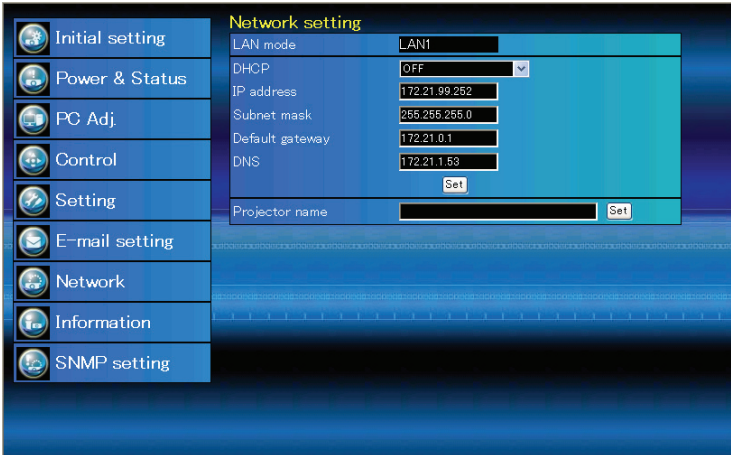 Initial setting
Power & Status
PC Adj.
Control
Setting
E-mail setting
Network
Information
SNMP setting
Network setting
LAN mode LAN1
DHCP OFF
IP address 172.21.99.252
Subnet mask 255.255.255.0
Default gateway 172.21.0.1
DNS 172.21.1.53
Set
Projector name Set